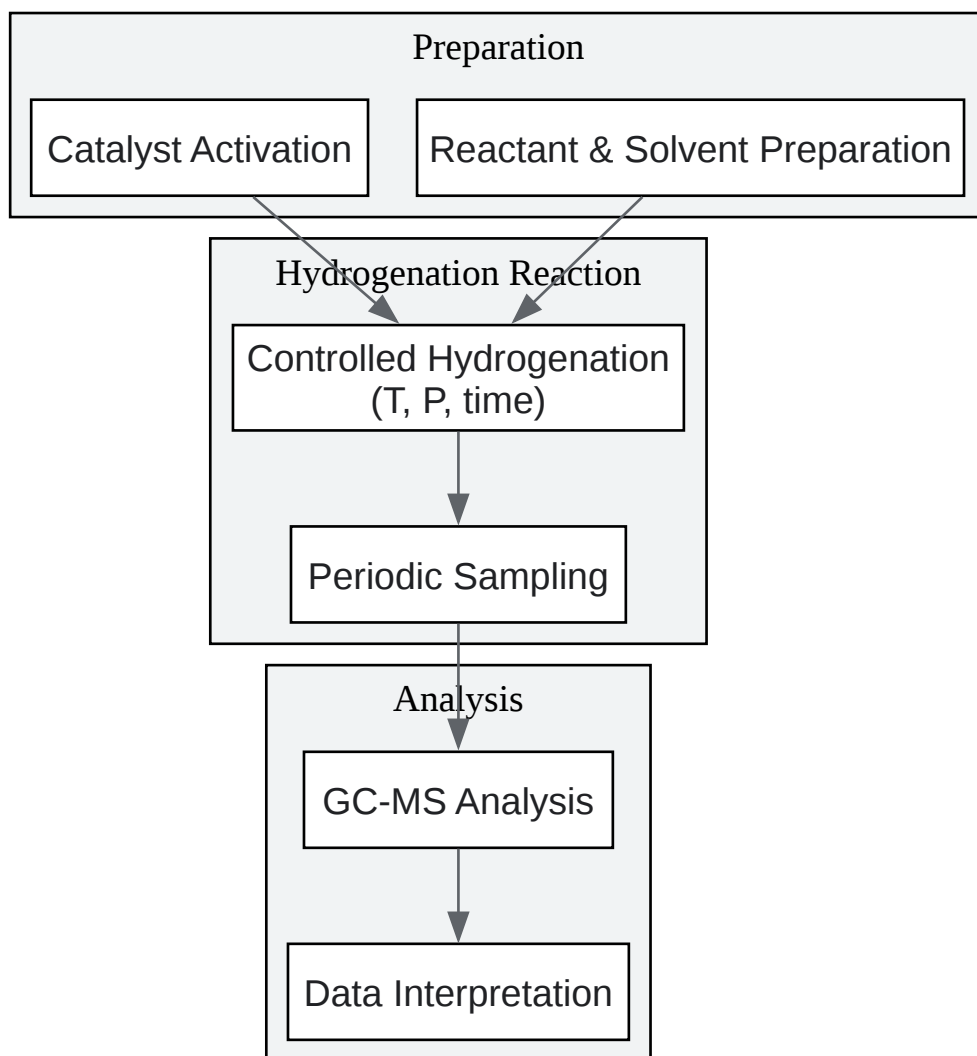 Preparation
Catalyst Activation
Reactant & Solvent Preparation
Hydrogenation Reaction
Controlled Hydrogenation
(T, P, time)
Periodic Sampling
Analysis
GC-MS Analysis
Data Interpretation